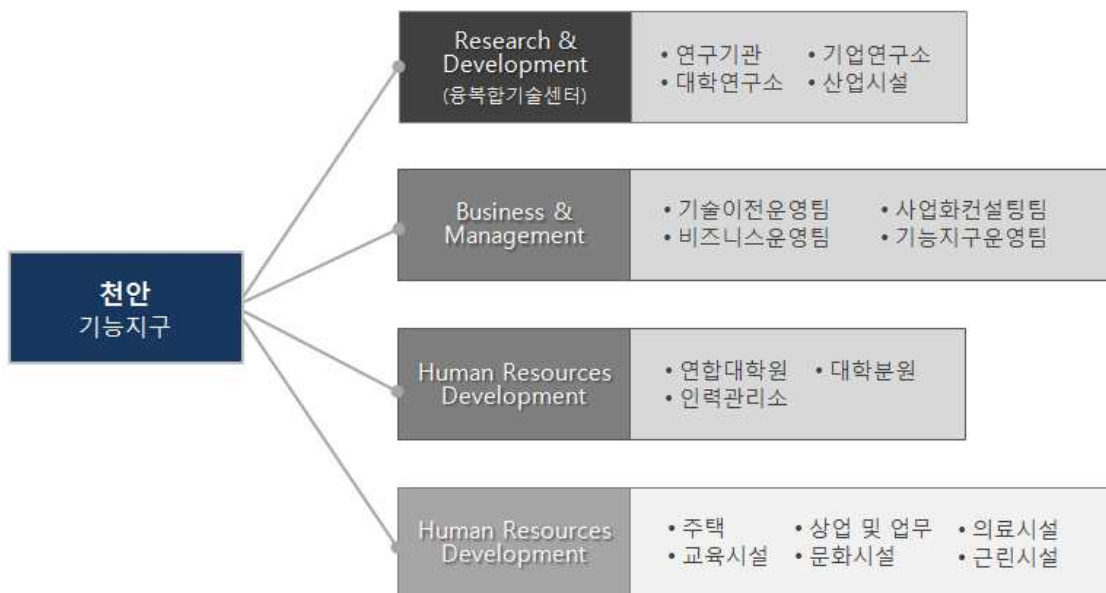 Research &
Development
(융복합기술센터)
• 연구기관 • 기업연구소
• 대학연구소 • 산업시설
Business &
Management
• 기술이전운영팀 • 사업화컨설팅팀
• 비즈니스운영팀 • 기능지구운영팀
천안
기능지구
Human Resources
Development
• 연합대학원 • 대학분원
• 인력관리소
Human Resources
Development
• 주택 • 상업 및 업무 • 의료시설
• 교육시설 • 문화시설 • 근린시설